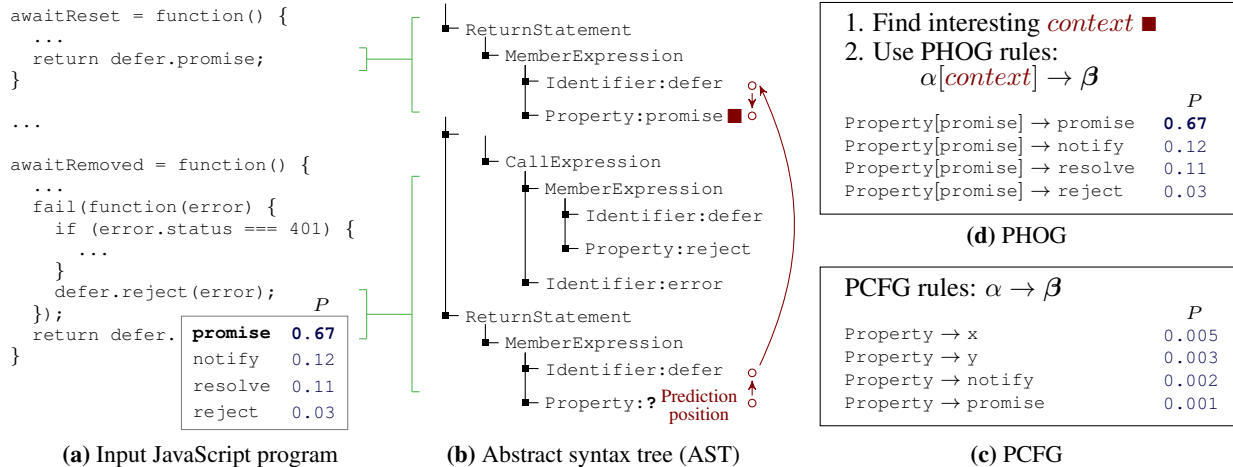 awaitReset = function() {
...
return defer.promise;
}
...
awaitRemoved = function() {
...
fail(function(error) {
if (error.status === 401) {
...
}
defer.reject(error);
});
return defer.
}
P
promise 0.67
notify 0.12
resolve 0.11
reject 0.03
(a) Input JavaScript program
ReturnStatement
MemberExpression
Identifier:defer
Property:promise
CallExpression
MemberExpression
Identifier:defer
Property:reject
Identifier:error
ReturnStatement
MemberExpression
Identifier:defer
Property:?
Prediction
position
(b) Abstract syntax tree (AST)
1. Find interesting context
2. Use PHOG rules:
α[context] → β
P
Property[promise] → promise 0.67
Property[promise] → notify 0.12
Property[promise] → resolve 0.11
Property[promise] → reject 0.03
(d) PHOG
PCFG rules: α → β
P
Property → x 0.005
Property → y 0.003
Property → notify 0.002
Property → promise 0.001
(c) PCFG